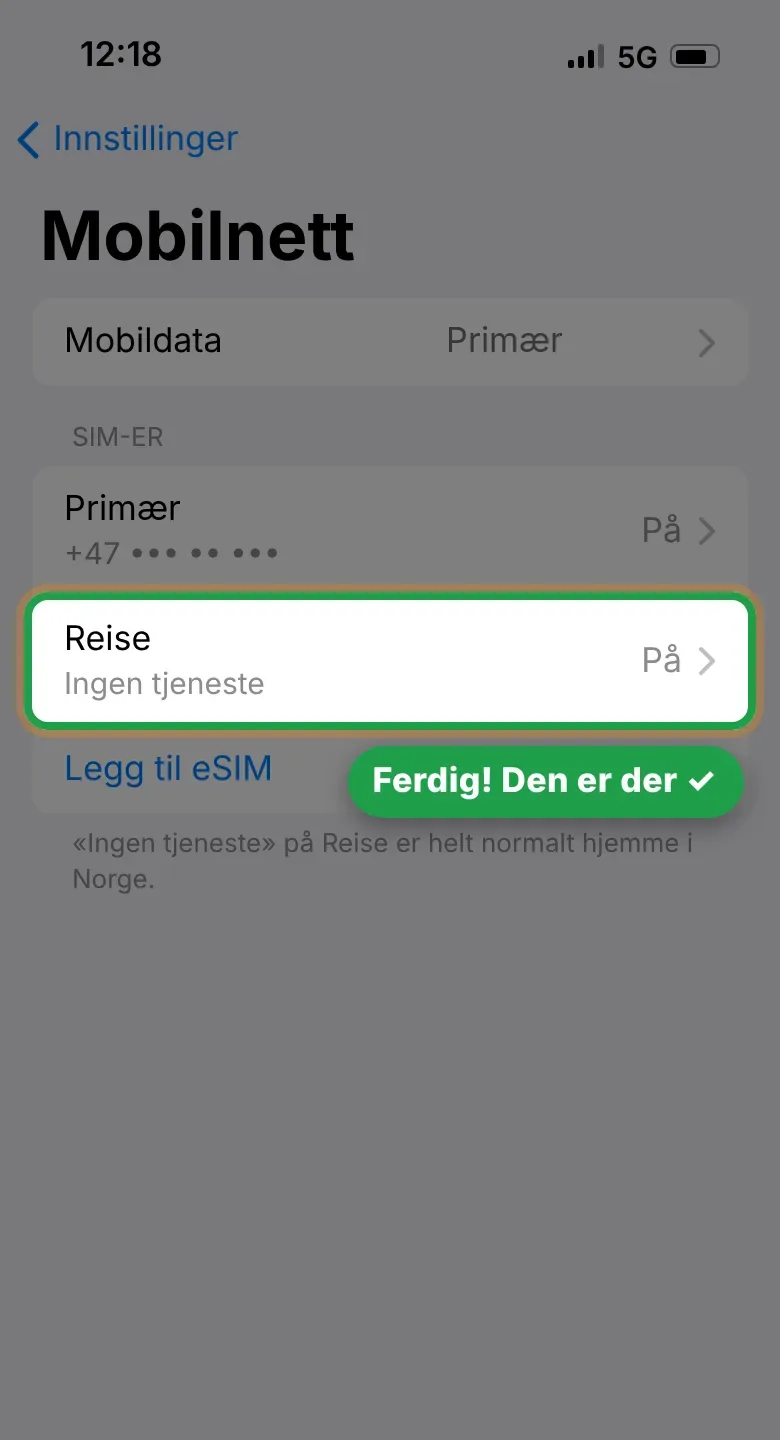 12:18
5G
Innstillinger
Mobilnett
Mobildata Primær
SIM-ER
Primær
+47 ••• •• •••
På
Reise
Ingen tjeneste
På
Legg til eSIM
Ferdig! Den er der ✓
«Ingen tjeneste» på Reise er helt normalt hjemme i
Norge.